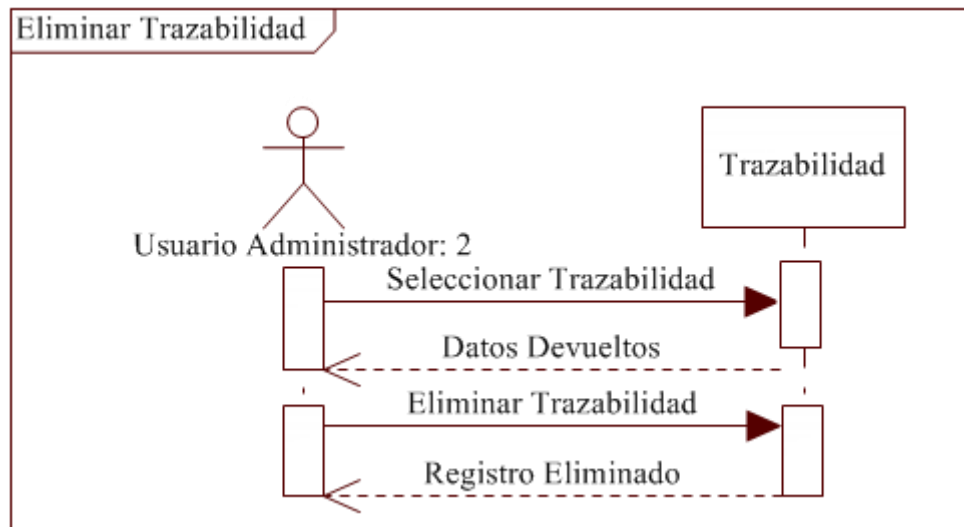 Eliminar Trazabilidad
Trazabilidad
Usuario Administrador: 2
Seleccionar Trazabilidad
Datos Devueltos
Eliminar Trazabilidad
Registro Eliminado